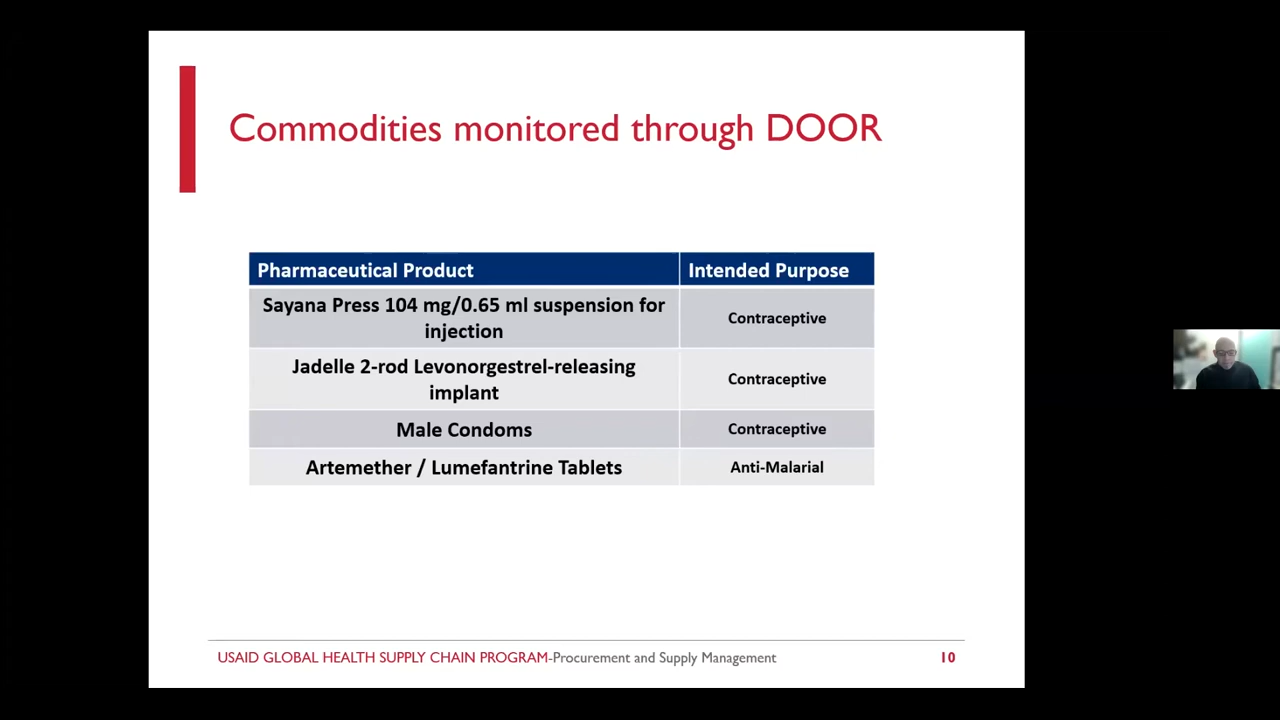 Commodities monitored through DOOR
Pharmaceutical Product
Intended Purpose
Sayana Press 104 mg/0.65 ml suspension for
injection
Contraceptive
Jadelle 2-rod Levonorgestrel-releasing
implant
Contraceptive
Male Condoms
Contraceptive
Artemether / Lumefantrine Tablets
Anti-Malarial
USAID GLOBAL HEALTH SUPPLY CHAIN PROGRAM-Procurement and Supply Management
10